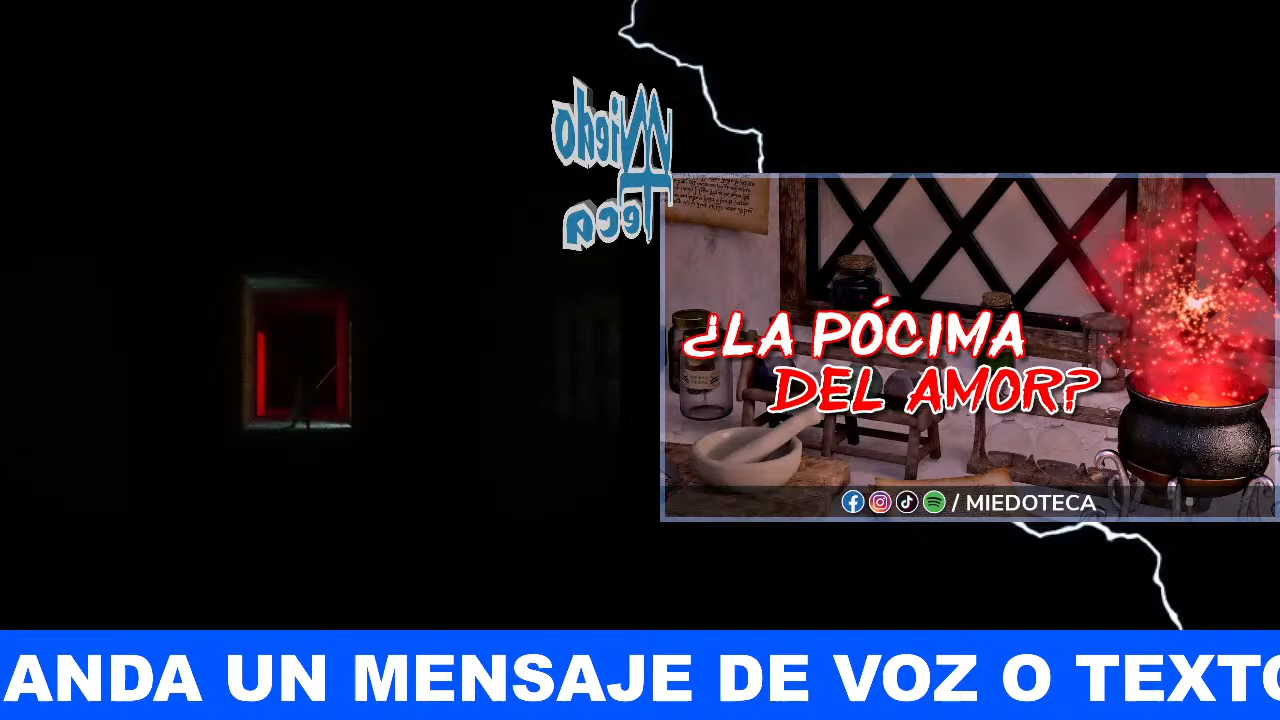 Miedo
Teca
¿LA PÓCIMA
DEL AMOR?
/ MIEDOTECA
ANDA UN MENSAJE DE VOZ O TEXTO